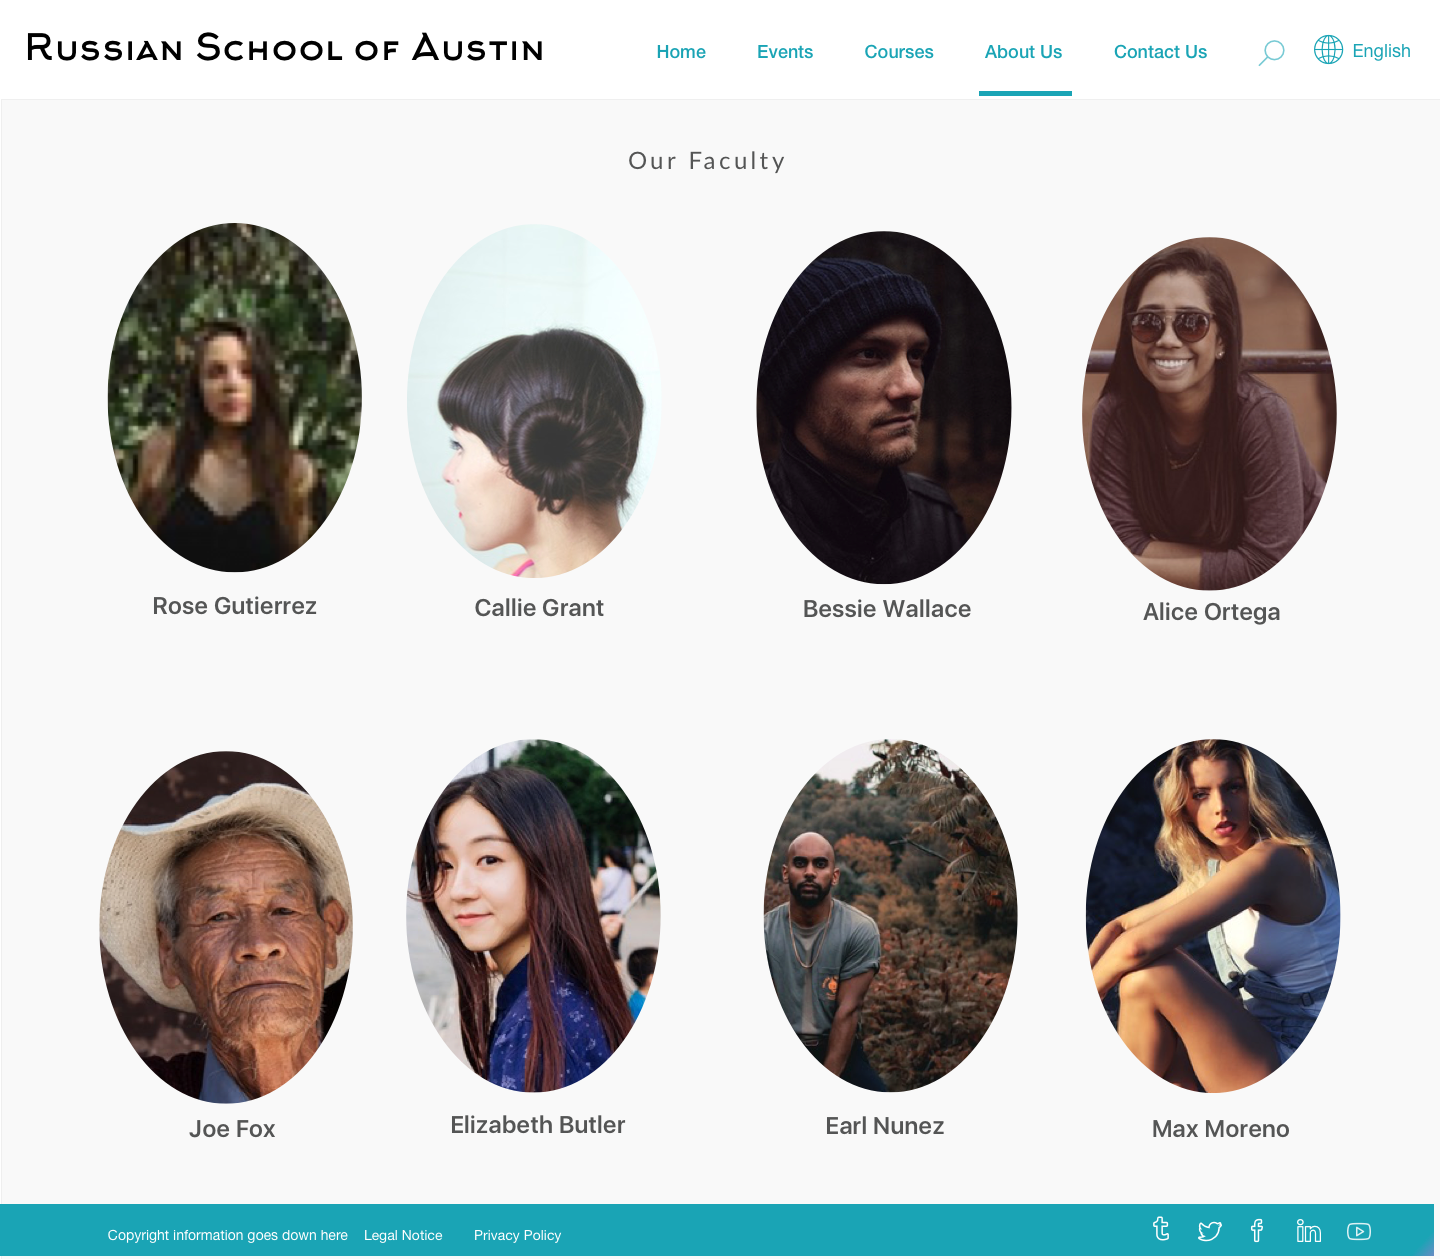 Russian School of Austin
Home Events Courses About Us Contact Us English
Our Faculty
Rose Gutierrez Callie Grant Bessie Wallace Alice Ortega
Joe Fox Elizabeth Butler Earl Nunez Max Moreno
Copyright information goes down here Legal Notice Privacy Policy